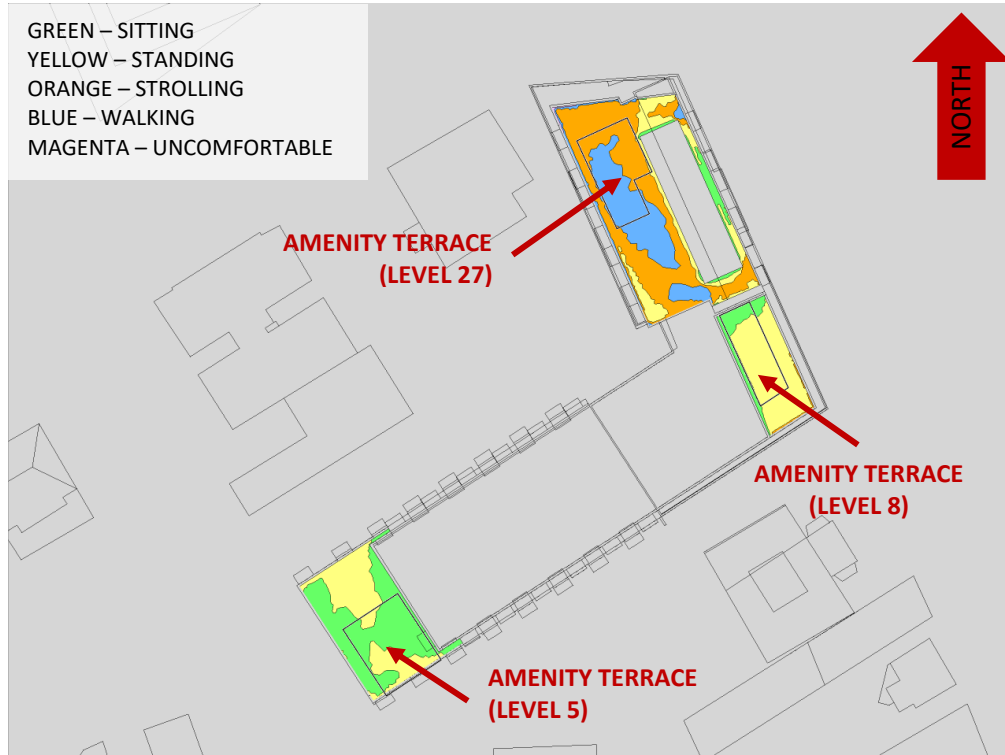 GREEN – SITTING
YELLOW – STANDING
ORANGE – STROLLING
BLUE – WALKING
MAGENTA – UNCOMFORTABLE
NORTH
AMENITY TERRACE
(LEVEL 27)
AMENITY TERRACE
(LEVEL 8)
AMENITY TERRACE
(LEVEL 5)